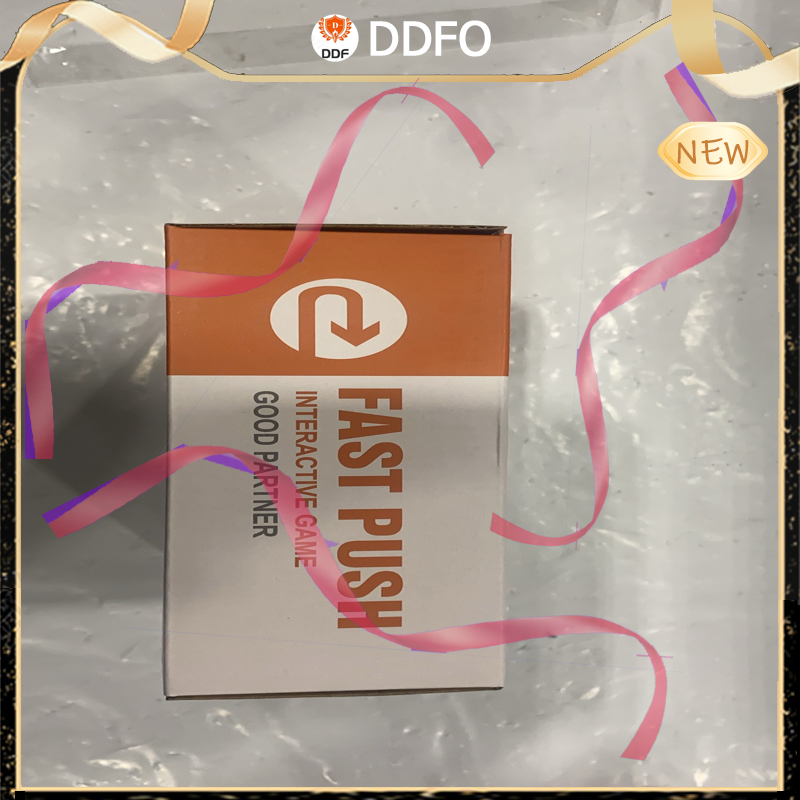 DDF
DDFO
NEW
FAST PUSH
INTERACTIVE GAME
GOOD PARTNER